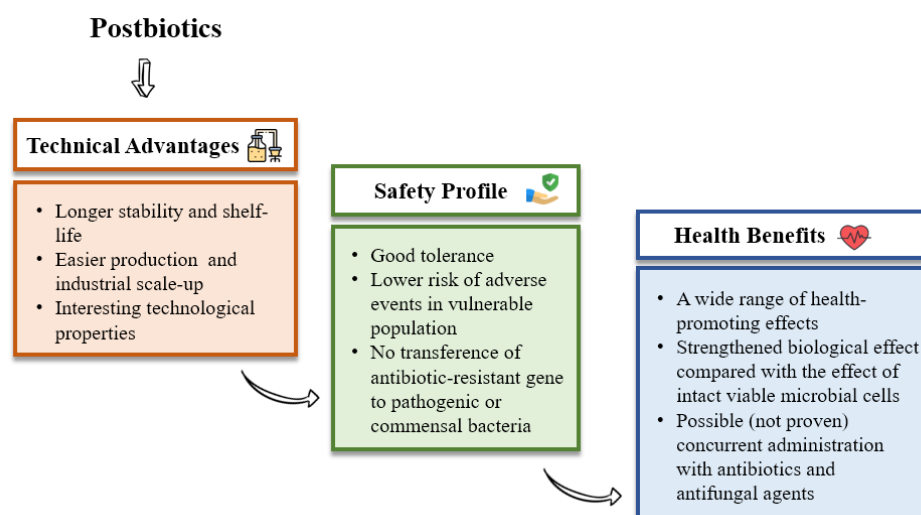 Postbiotics
Technical Advantages
• Longer stability and shelf-
life
• Easier production and
industrial scale-up
• Interesting technological
properties
Safety Profile
• Good tolerance
• Lower risk of adverse
events in vulnerable
population
• No transference of
antibiotic-resistant gene
to pathogenic or
commensal bacteria
Health Benefits
• A wide range of health-
promoting effects
• Strengthened biological effect
compared with the effect of
intact viable microbial cells
• Possible (not proven)
concurrent administration
with antibiotics and
antifungal agents